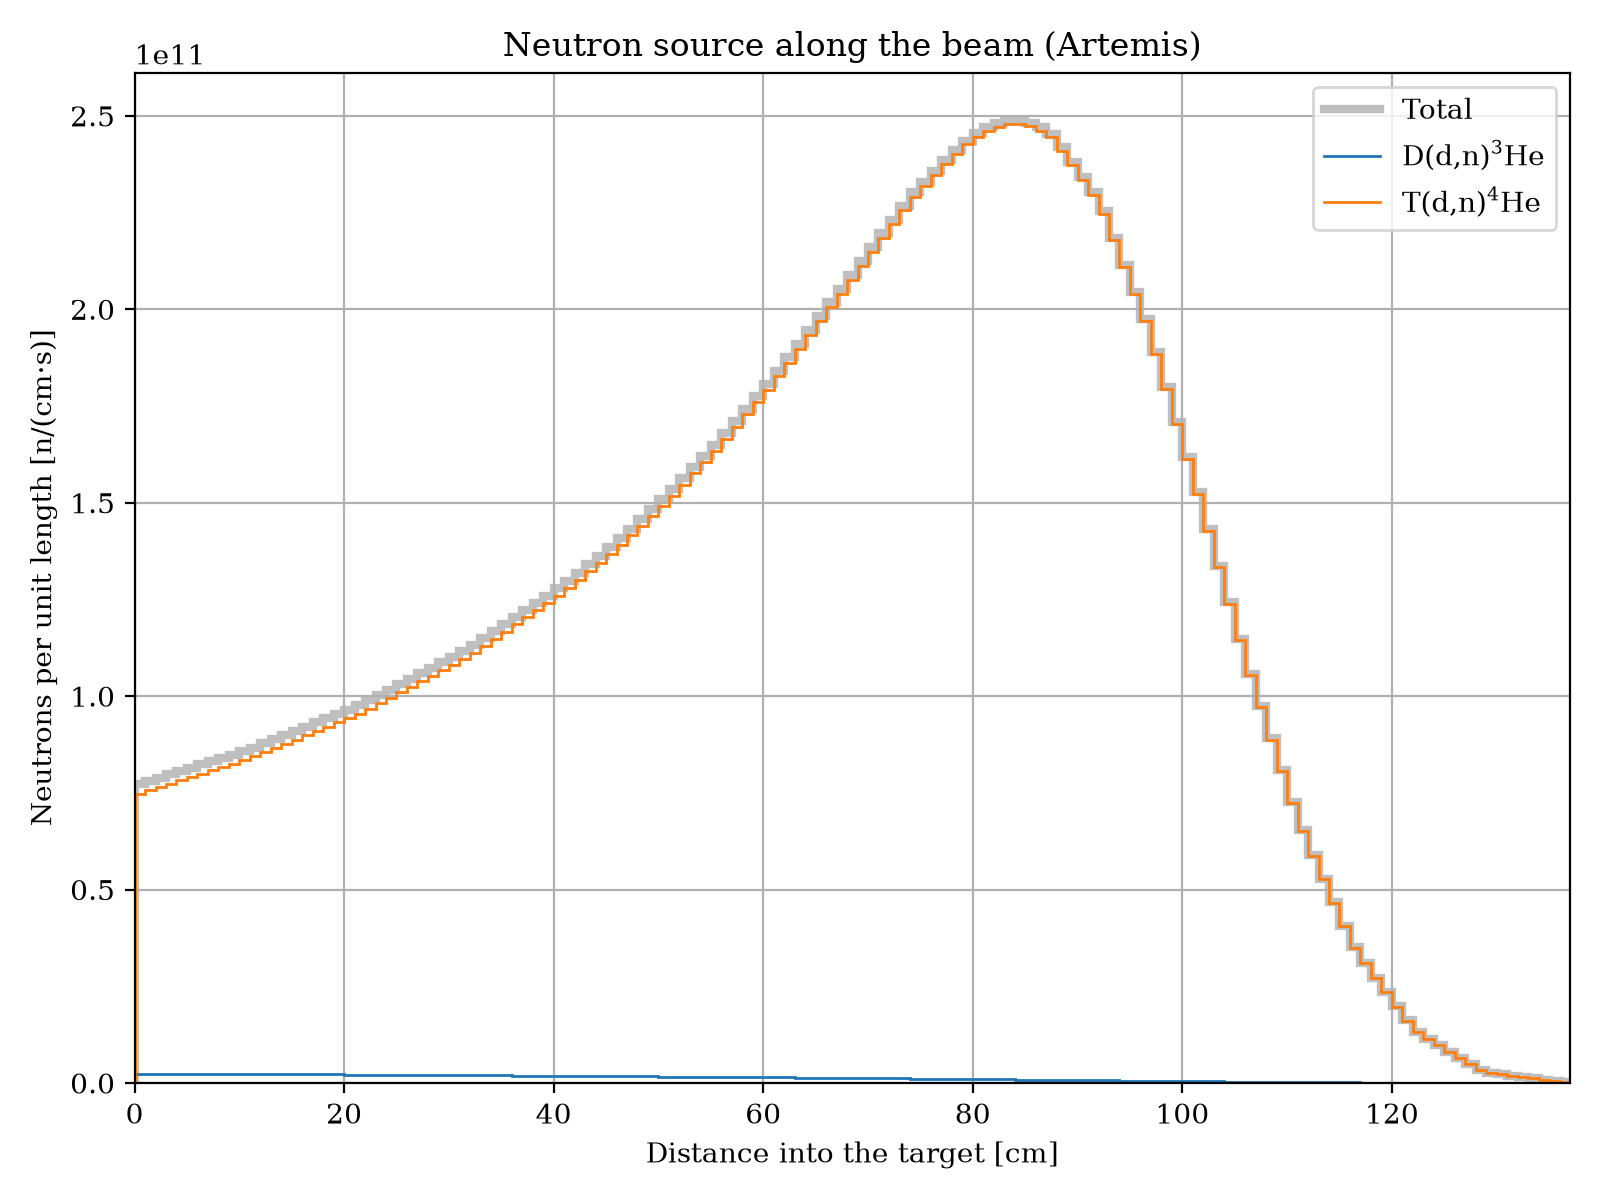 Neutron source along the beam (Artemis)
1e11
2.5
2.0
1.5
1.0
0.5
0.0
Neutrons per unit length [n/(cm·s)]
Total
D(d,n)³He
T(d,n)⁴He
0 20 40 60 80 100 120
Distance into the target [cm]